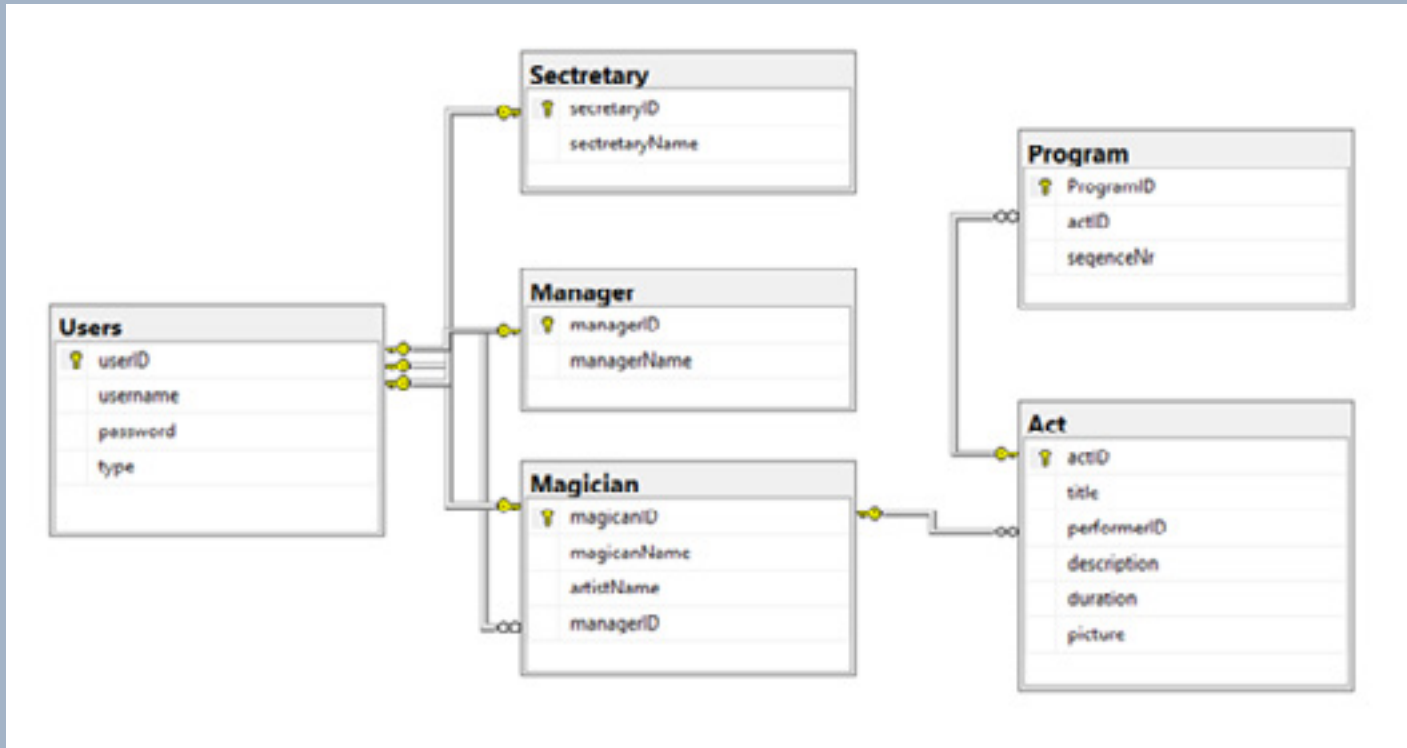 Users
userID
username
password
type
Sectretary
secretaryID
sectretaryName
Manager
managerID
managerName
Magician
magicanID
magicanName
artistName
managerID
Program
ProgramID
actID
seqenceNr
Act
actID
title
performerID
description
duration
picture